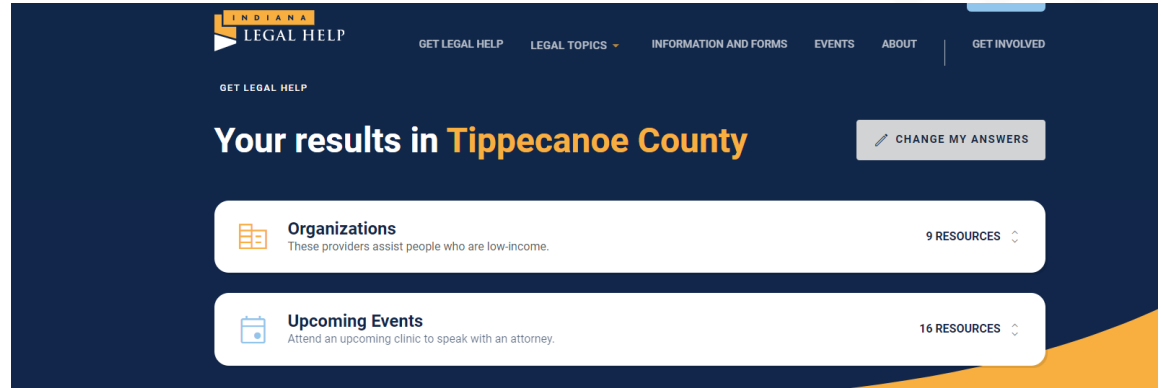 INDIANA
LEGAL HELP
GET LEGAL HELP LEGAL TOPICS INFORMATION AND FORMS EVENTS ABOUT GET INVOLVED
GET LEGAL HELP
Your results in Tippecanoe County
CHANGE MY ANSWERS
Organizations
These providers assist people who are low-income.
9 RESOURCES
Upcoming Events
Attend an upcoming clinic to speak with an attorney.
16 RESOURCES